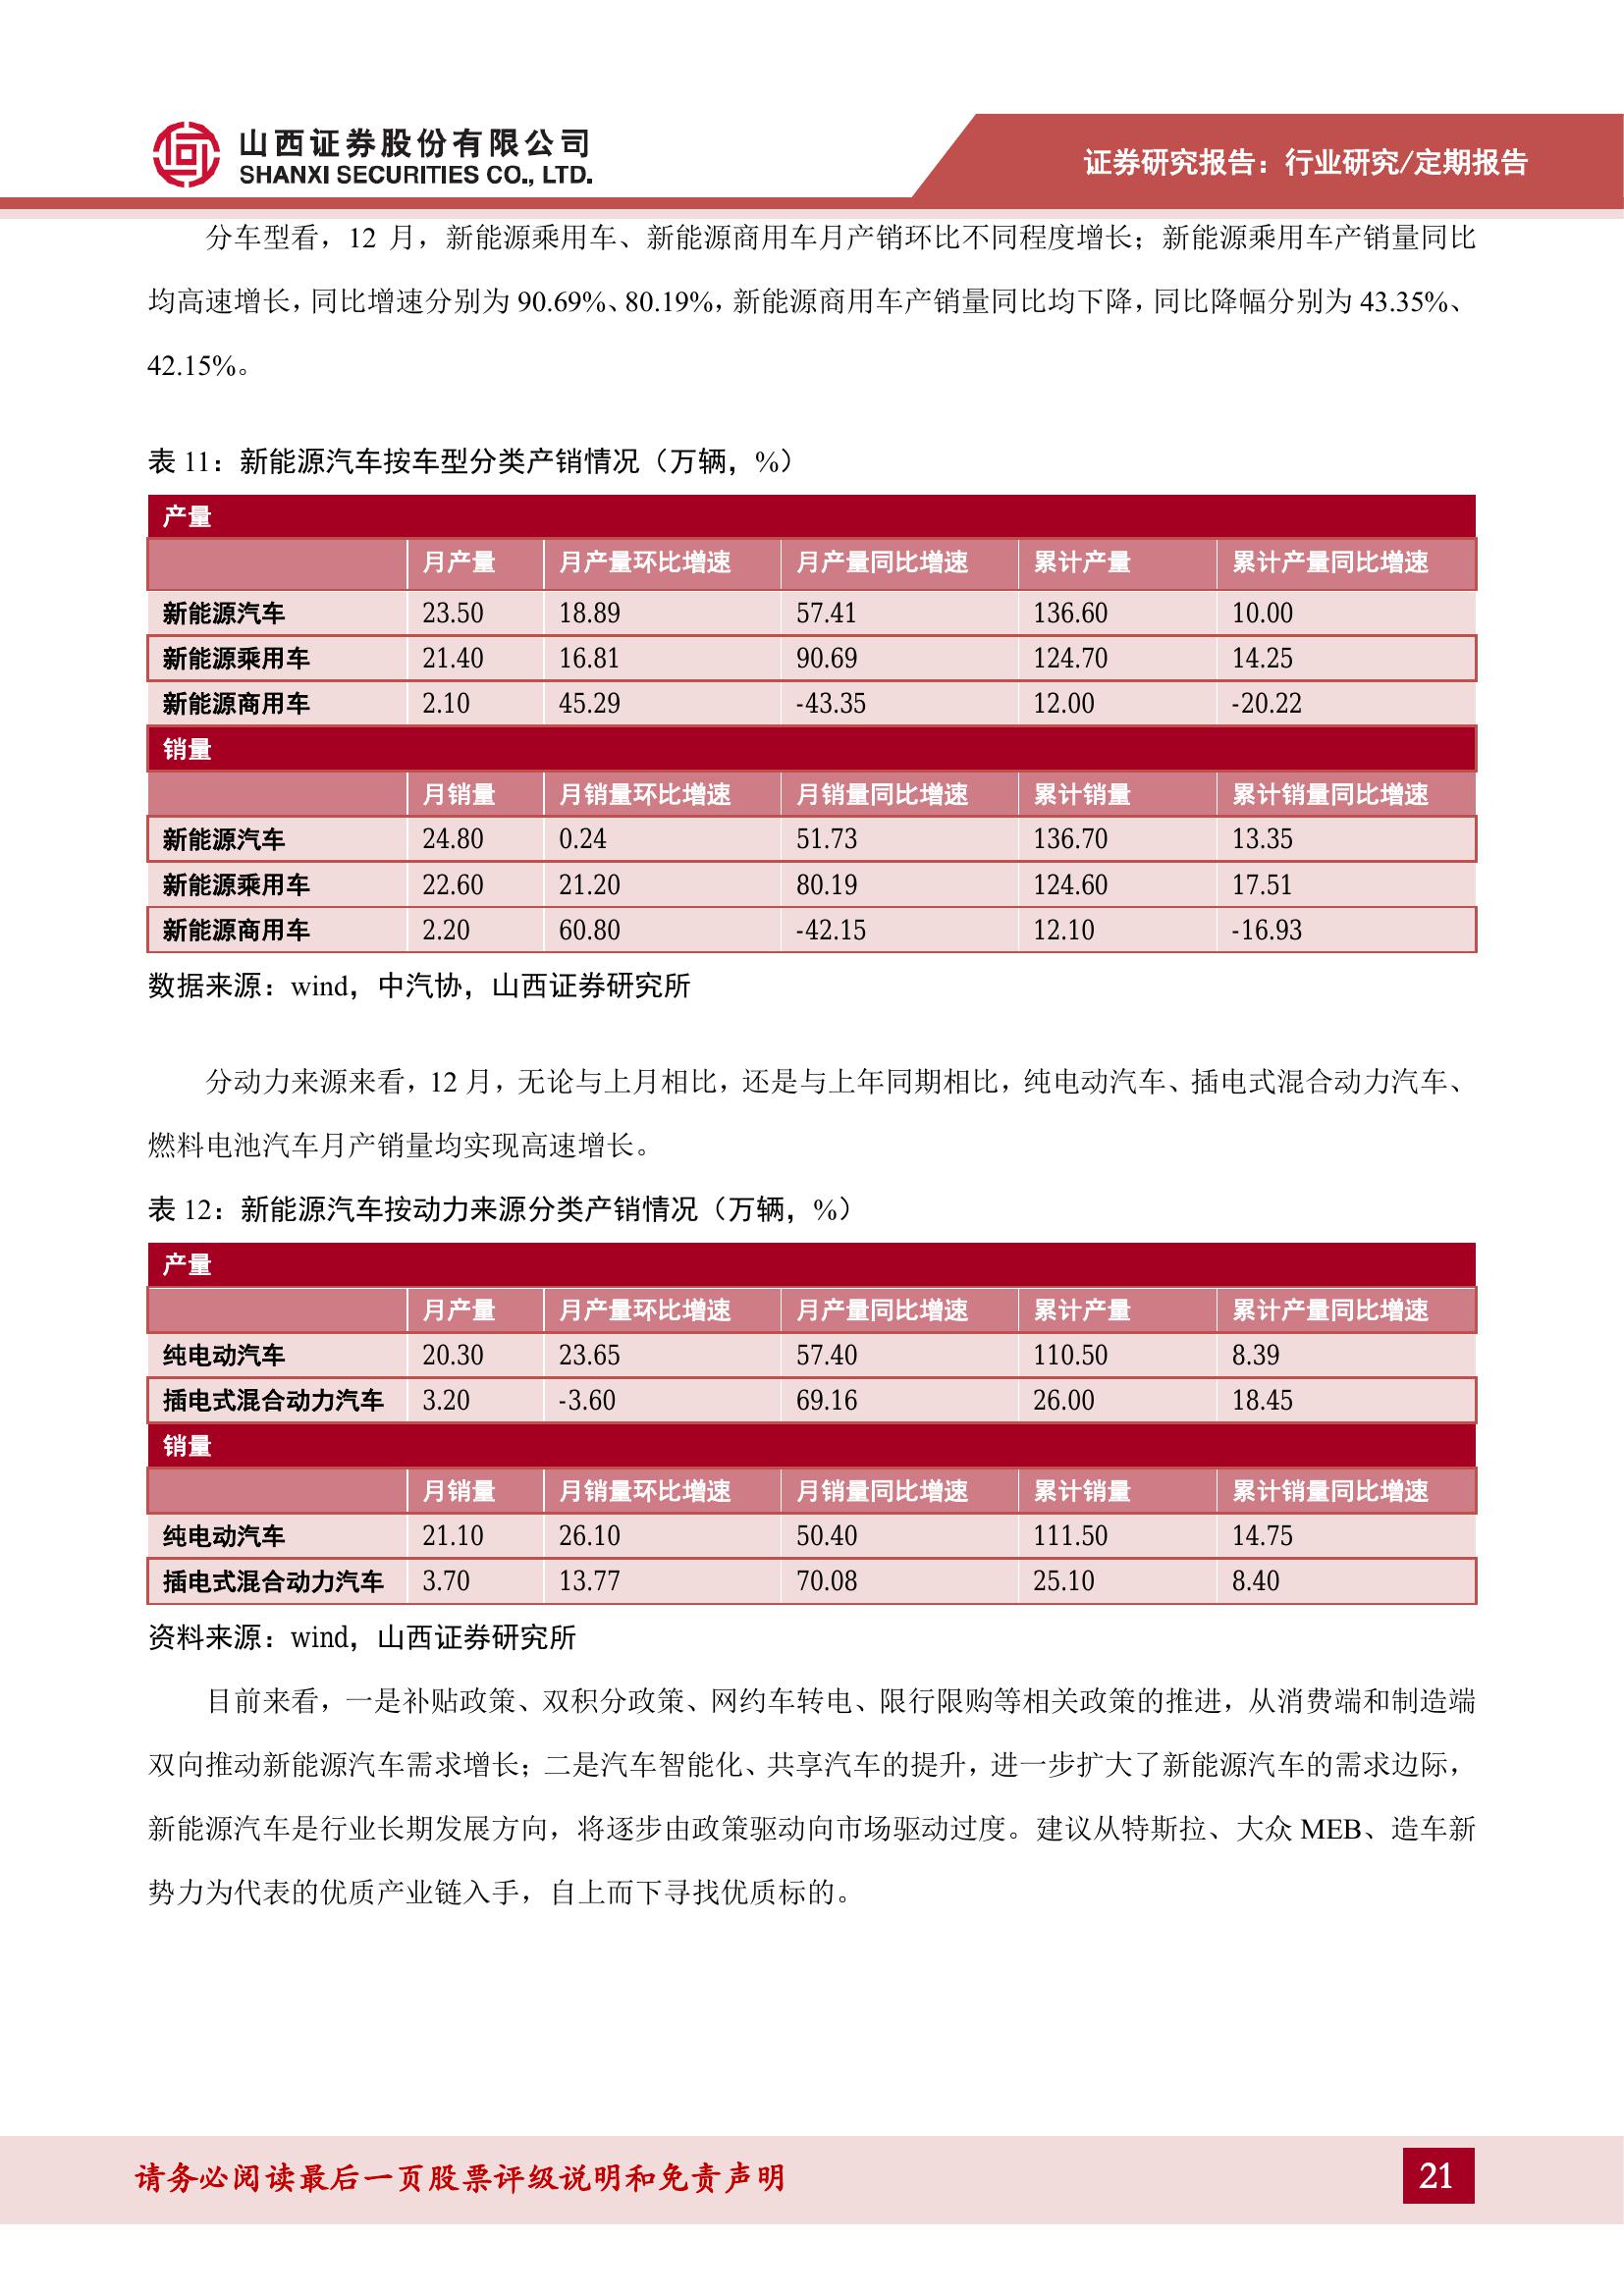 山西证券股份有限公司
SHANXI SECURITIES CO., LTD.
证券研究报告：行业研究/定期报告
分车型看，12 月，新能源乘用车、新能源商用车月产销环比不同程度增长；新能源乘用车产销量同比
均高速增长，同比增速分别为 90.69%、80.19%，新能源商用车产销量同比均下降，同比降幅分别为 43.35%、
42.15%。
表 11：新能源汽车按车型分类产销情况（万辆，%）
产量
月产量 月产量环比增速 月产量同比增速 累计产量 累计产量同比增速
新能源汽车 23.50 18.89 57.41 136.60 10.00
新能源乘用车 21.40 16.81 90.69 124.70 14.25
新能源商用车 2.10 45.29 -43.35 12.00 -20.22
销量
月销量 月销量环比增速 月销量同比增速 累计销量 累计销量同比增速
新能源汽车 24.80 0.24 51.73 136.70 13.35
新能源乘用车 22.60 21.20 80.19 124.60 17.51
新能源商用车 2.20 60.80 -42.15 12.10 -16.93
数据来源：wind，中汽协，山西证券研究所
分动力来源来看，12 月，无论与上月相比，还是与上年同期相比，纯电动汽车、插电式混合动力汽车、
燃料电池汽车月产销量均实现高速增长。
表 12：新能源汽车按动力来源分类产销情况（万辆，%）
产量
月产量 月产量环比增速 月产量同比增速 累计产量 累计产量同比增速
纯电动汽车 20.30 23.65 57.40 110.50 8.39
插电式混合动力汽车 3.20 -3.60 69.16 26.00 18.45
销量
月销量 月销量环比增速 月销量同比增速 累计销量 累计销量同比增速
纯电动汽车 21.10 26.10 50.40 111.50 14.75
插电式混合动力汽车 3.70 13.77 70.08 25.10 8.40
资料来源：wind，山西证券研究所
目前来看，一是补贴政策、双积分政策、网约车转电、限行限购等相关政策的推进，从消费端和制造端
双向推动新能源汽车需求增长；二是汽车智能化、共享汽车的提升，进一步扩大了新能源汽车的需求边际，
新能源汽车是行业长期发展方向，将逐步由政策驱动向市场驱动过度。建议从特斯拉、大众 MEB、造车新
势力为代表的优质产业链入手，自上而下寻找优质标的。
请务必阅读最后一页股票评级说明和免责声明
21